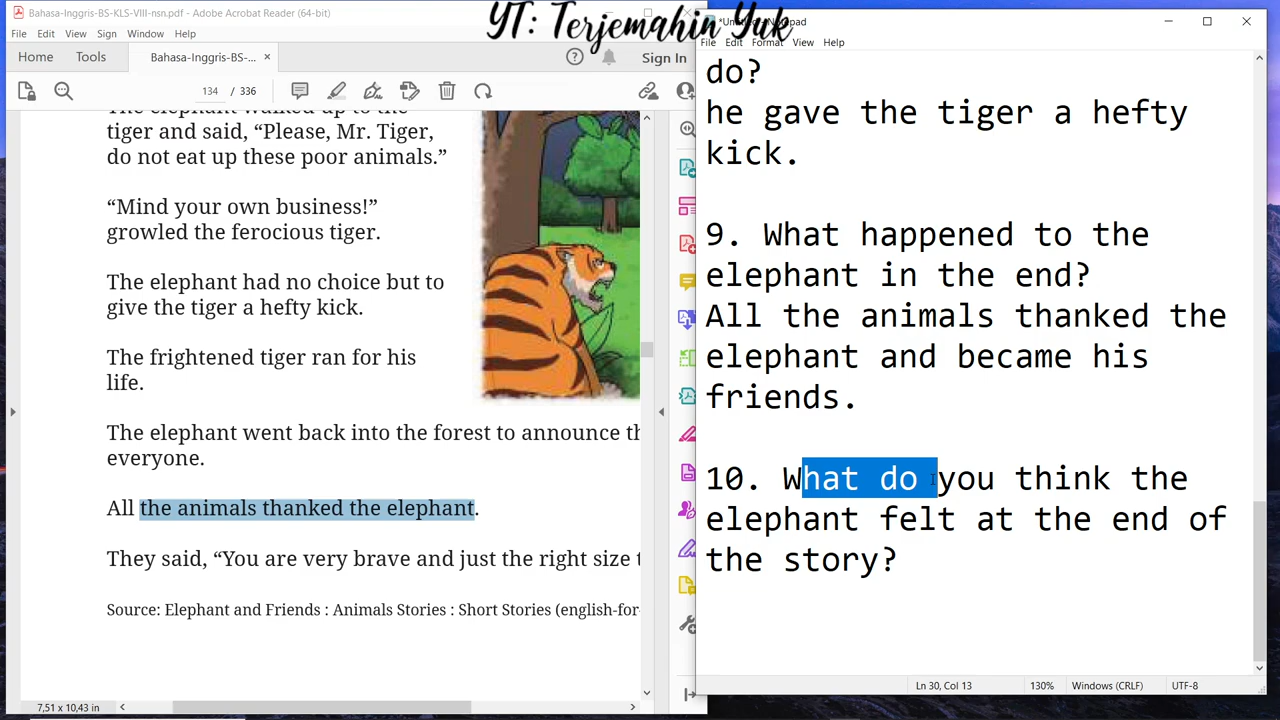 Bahasa-Inggris-BS-KLS-VIII-nsn.pdf - Adobe Acrobat Reader (64-bit)
YT: Terjemahin Yuk
File Edit View Sign Window Help
Home Tools Bahasa-Inggris-BS-... × Sign In
134 / 336
The elephant walked up to the
tiger and said, “Please, Mr. Tiger,
do not eat up these poor animals.”
“Mind your own business!”
growled the ferocious tiger.
The elephant had no choice but to
give the tiger a hefty kick.
The frightened tiger ran for his
life.
The elephant went back into the forest to announce
everyone.
All the animals thanked the elephant.
They said, “You are very brave and just the right size
Source: Elephant and Friends : Animals Stories : Short Stories (english-for-
7,51 x 10,43 in
File Edit Format View Help
do?
he gave the tiger a hefty
kick.
9. What happened to the
elephant in the end?
All the animals thanked the
elephant and became his
friends.
10. What do you think the
elephant felt at the end of
the story?
Ln 30, Col 13 130% Windows (CRLF) UTF-8